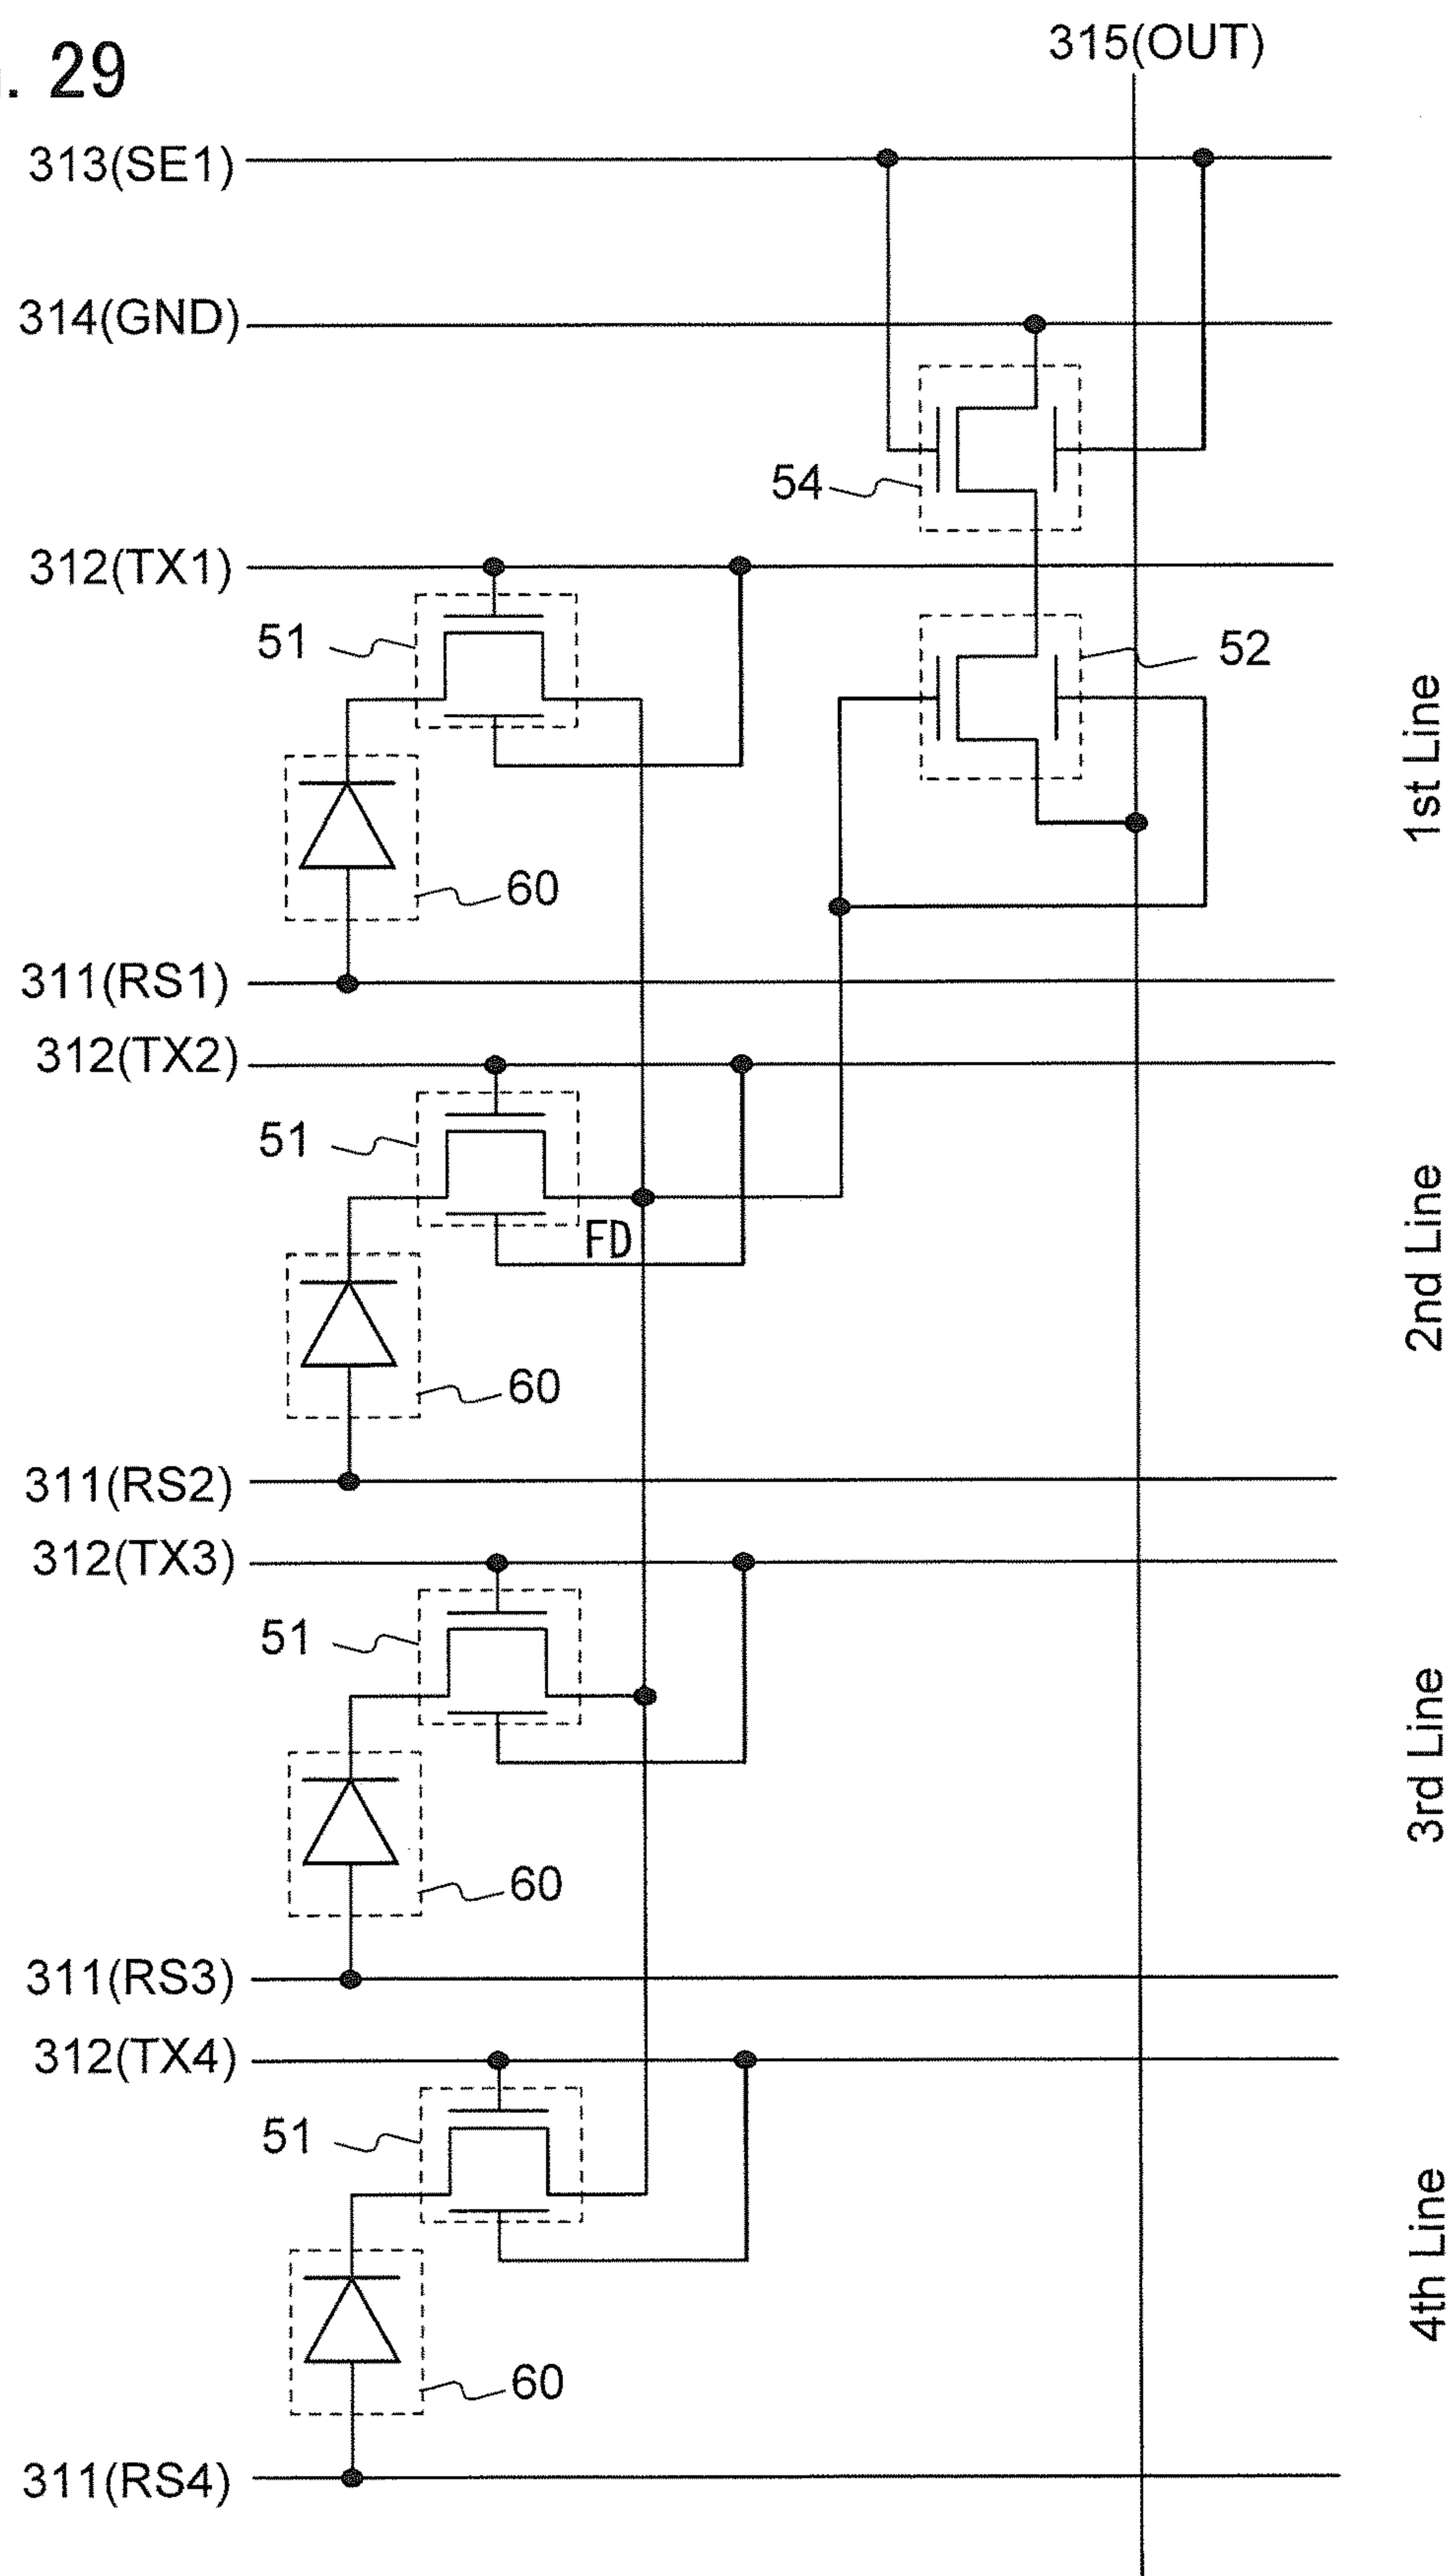 . 29
315(OUT)
313(SE1)
314(GND)
54
312(TX1)
51
52
1st Line
60
311(RS1)
312(TX2)
51
FD
2nd Line
60
311(RS2)
312(TX3)
51
3rd Line
60
311(RS3)
312(TX4)
51
4th Line
60
311(RS4)